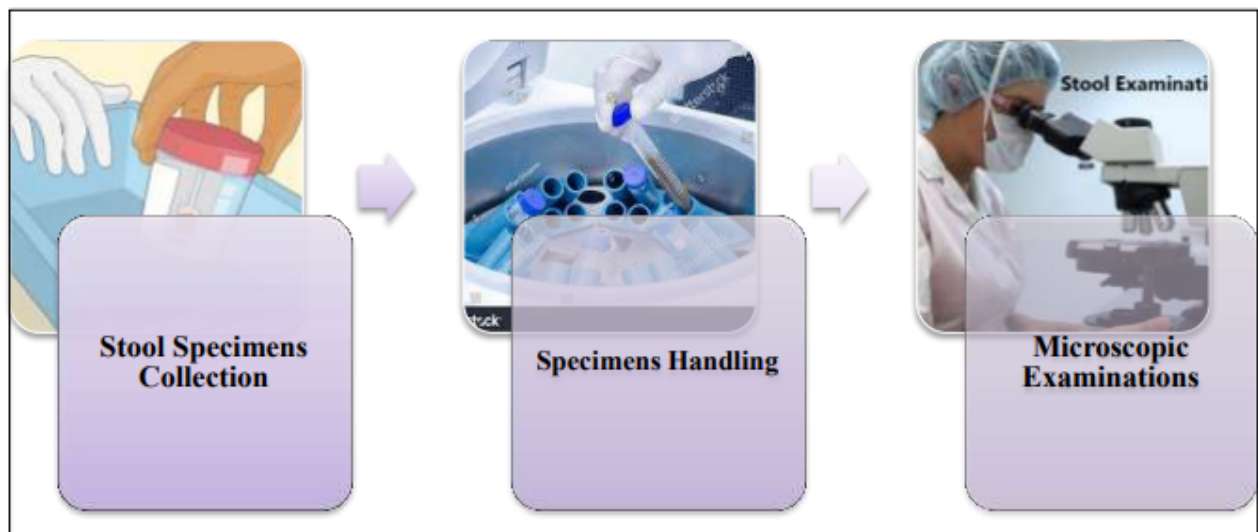 Stool Examinati
Stool Specimens
Collection
Specimens Handling
Microscopic
Examinations